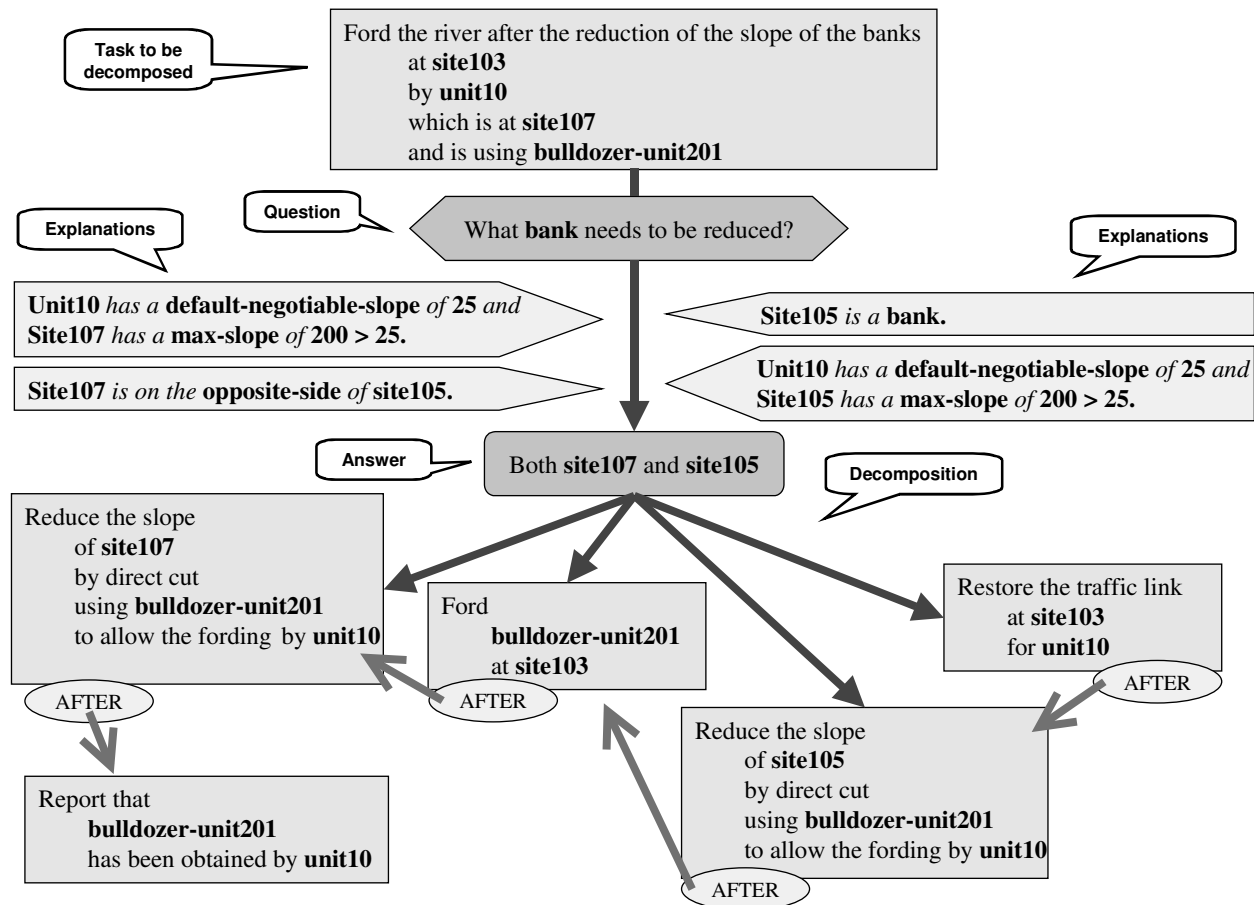 Task to be
decomposed
Ford the river after the reduction of the slope of the banks
at site103
by unit10
which is at site107
and is using bulldozer-unit201
Question
What bank needs to be reduced?
Explanations
Explanations
Unit10 has a default-negotiable-slope of 25 and
Site107 has a max-slope of 200 > 25.
Site107 is on the opposite-side of site105.
Site105 is a bank.
Unit10 has a default-negotiable-slope of 25 and
Site105 has a max-slope of 200 > 25.
Answer
Both site107 and site105
Decomposition
Reduce the slope
of site107
by direct cut
using bulldozer-unit201
to allow the fording by unit10
AFTER
Ford
bulldozer-unit201
at site103
AFTER
Restore the traffic link
at site103
for unit10
AFTER
Reduce the slope
of site105
by direct cut
using bulldozer-unit201
to allow the fording by unit10
AFTER
Report that
bulldozer-unit201
has been obtained by unit10